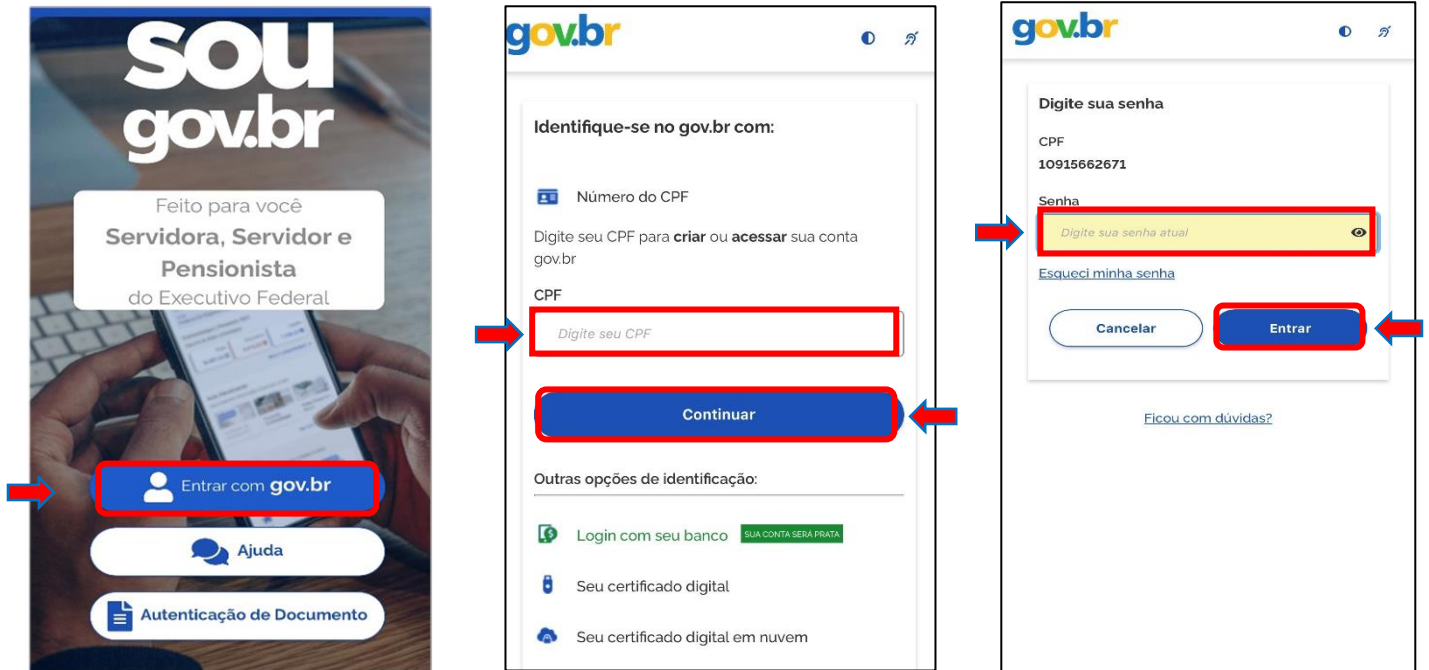 sou
gov.br
Feito para você
Servidora, Servidor e
Pensionista
do Executivo Federal
Entrar com gov.br
Ajuda
Autenticação de Documento
gov.br
Identifique-se no gov.br com:
Número do CPF
Digite seu CPF para criar ou acessar sua conta
gov.br
CPF
Digite seu CPF
Continuar
Outras opções de identificação:
Login com seu banco SUA CONTA SERÁ PRATA
Seu certificado digital
Seu certificado digital em nuvem
gov.br
Digite sua senha
CPF
10915662671
Senha
Digite sua senha atual
Esqueci minha senha
Cancelar Entrar
Ficou com dúvidas?